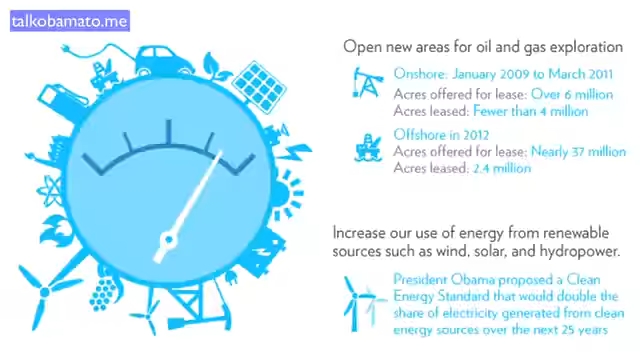 talkobamato.me
Open new areas for oil and gas exploration
Onshore: January 2009 to March 2011
Acres offered for lease: Over 6 million
Acres leased: Fewer than 4 million
Offshore in 2012
Acres offered for lease: Nearly 37 million
Acres leased: 2.4 million
Increase our use of energy from renewable
sources such as wind, solar, and hydropower.
President Obama proposed a Clean
Energy Standard that would double the
share of electricity generated from clean
energy sources over the next 25 years